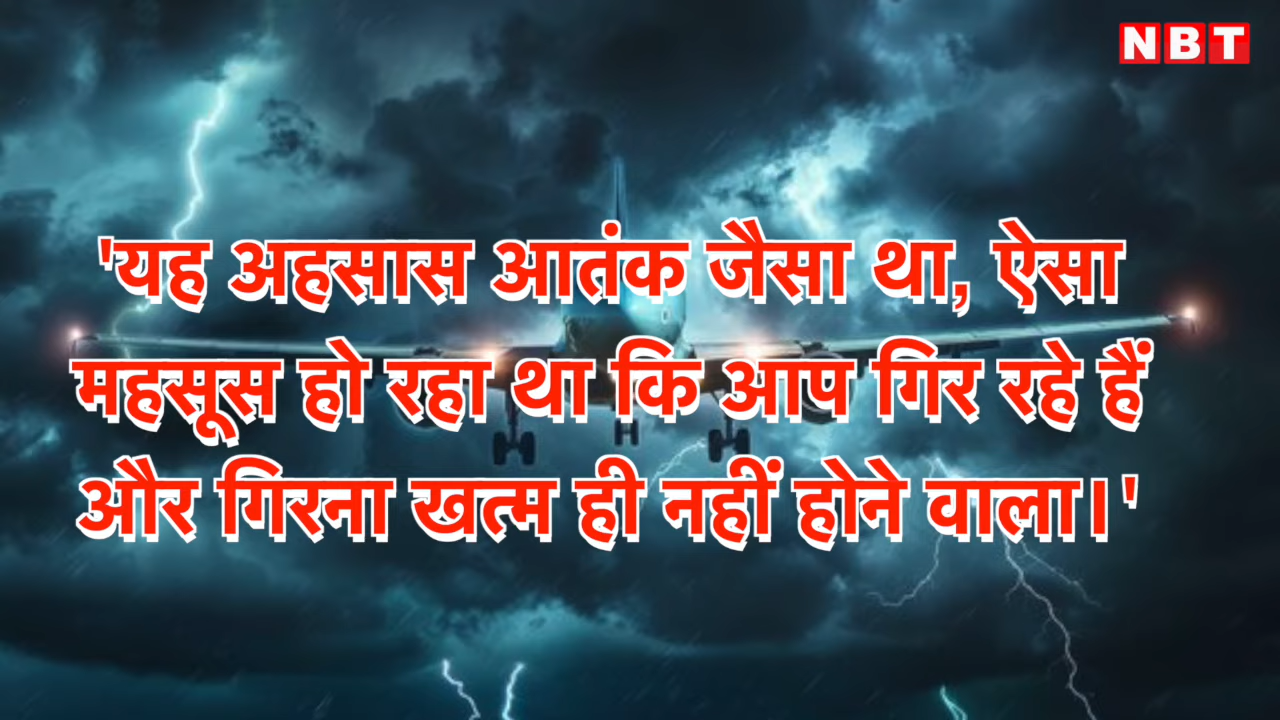 NBT
'यह अहसास आतंक जैसा था, ऐसा
महसूस हो रहा था कि आप गिर रहे हैं
और गिरना खत्म ही नहीं होने वाला।'